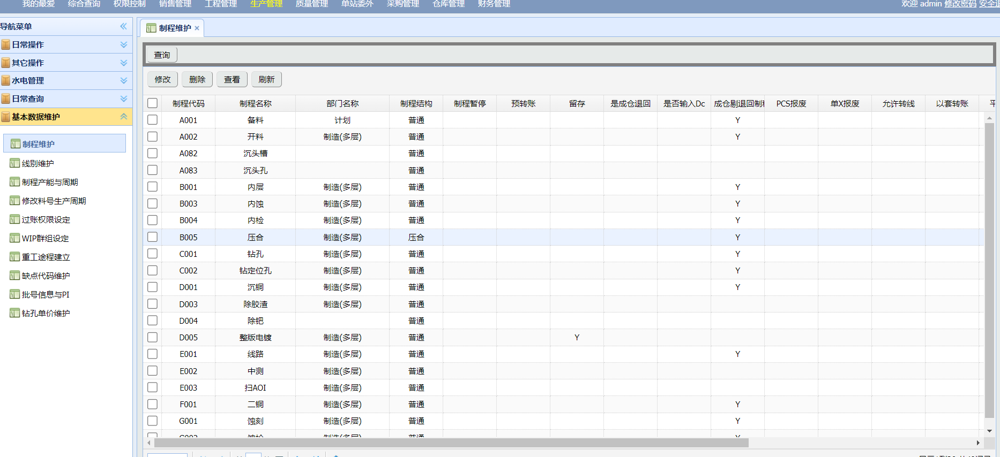 我的最爱 综合查询 权限控制 销售管理 工程管理 生产管理 质量管理 单站委外 采购管理 仓库管理 财务管理 欢迎 admin 修改密码 安全退
导航菜单
日常操作
其它操作
水电管理
日常查询
基本数据维护
制程维护
线别维护
制程产能与周期
修改料号生产周期
过账权限设定
WIP群组设定
重工途程建立
缺点代码维护
批号信息与PI
钻孔单价维护
制程维护
查询
修改 删除 查看 刷新
制程代码 制程名称 部门名称 制程结构 制程暂停 预转账 留存 是成仓退回 是否输入Dc 成仓剔退回制程 PCS报废 单X报废 允许转线 以套转账 平
A001 备料 计划 普通 Y
A002 开料 制造(多层) 普通 Y
A082 沉头槽 普通
A083 沉头孔 普通
B001 内层 制造(多层) 普通 Y
B003 内蚀 制造(多层) 普通 Y
B004 内检 制造(多层) 普通 Y
B005 压合 制造(多层) 压合 Y
C001 钻孔 制造(多层) 普通 Y
C002 钻定位孔 制造(多层) 普通 Y
D001 沉铜 制造(多层) 普通 Y
D003 除胶渣 制造(多层) 普通
D004 除钯 普通
D005 整版电镀 制造(多层) 普通 Y
E001 线路 制造(多层) 普通 Y
E002 中测 制造(多层) 普通
E003 扫AOI 制造(多层) 普通
F001 二铜 制造(多层) 普通 Y
G001 蚀刻 制造(多层) 普通 Y
G002 蚀检 制造(多层) 普通 Y